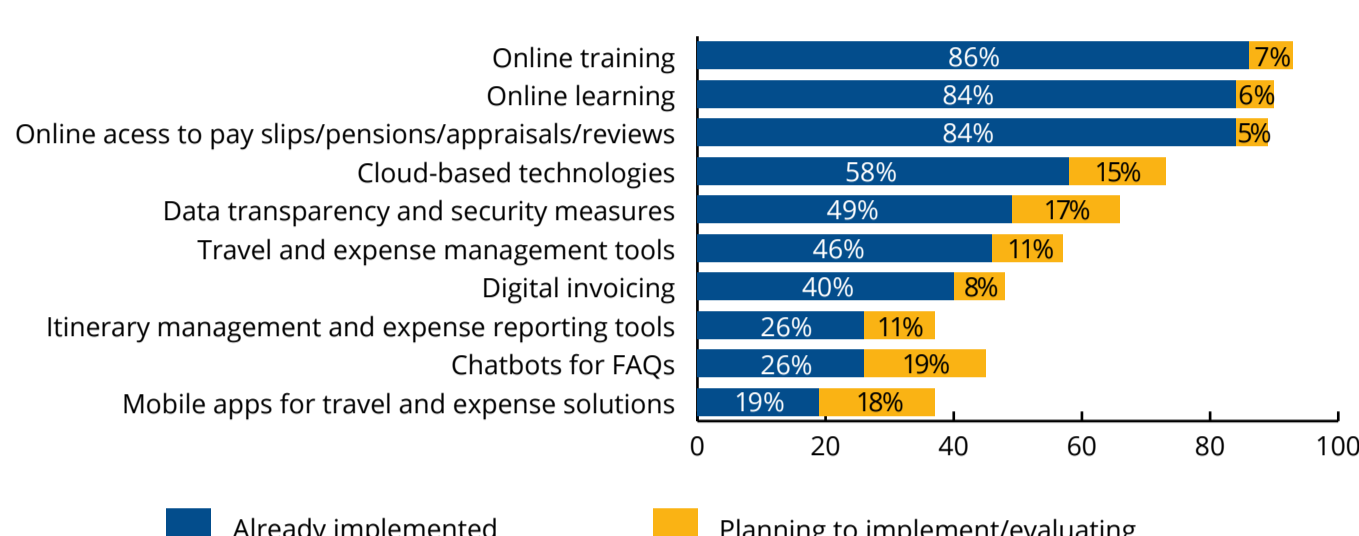 Online training 86% 7%
Online learning 84% 6%
Online acess to pay slips/pensions/appraisals/reviews 84% 5%
Cloud-based technologies 58% 15%
Data transparency and security measures 49% 17%
Travel and expense management tools 46% 11%
Digital invoicing 40% 8%
Itinerary management and expense reporting tools 26% 11%
Chatbots for FAQs 26% 19%
Mobile apps for travel and expense solutions 19% 18%
0 20 40 60 80 100
Already implemented Planning to implement/evaluating